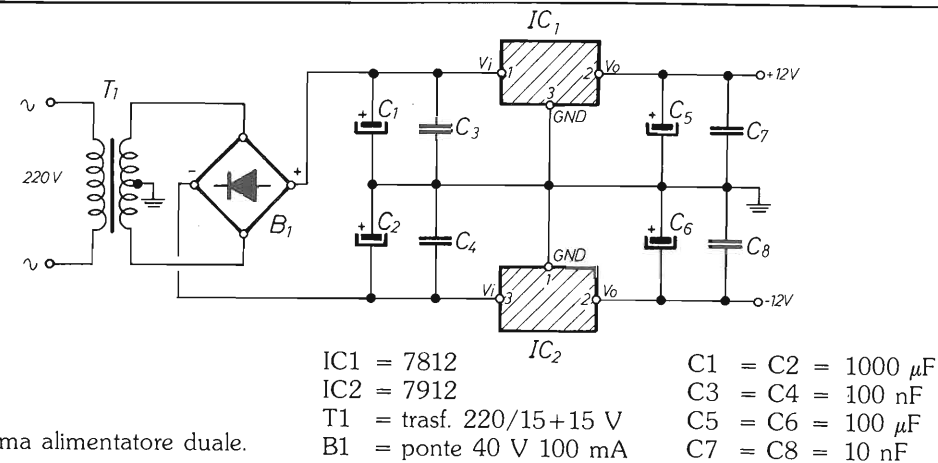 IC1
Vi
1
2
Vo
+12V
3
GND
T1
∿
220V
∿
-
+
B1
+
C1
C3
+
C5
C7
+
C2
C4
+
C6
C8
GND
1
Vi
3
2
Vo
-12V
IC2
IC1 = 7812
IC2 = 7912
T1 = trasf. 220/15+15 V
B1 = ponte 40 V 100 mA
C1 = C2 = 1000 µF
C3 = C4 = 100 nF
C5 = C6 = 100 µF
C7 = C8 = 10 nF
ma alimentatore duale.